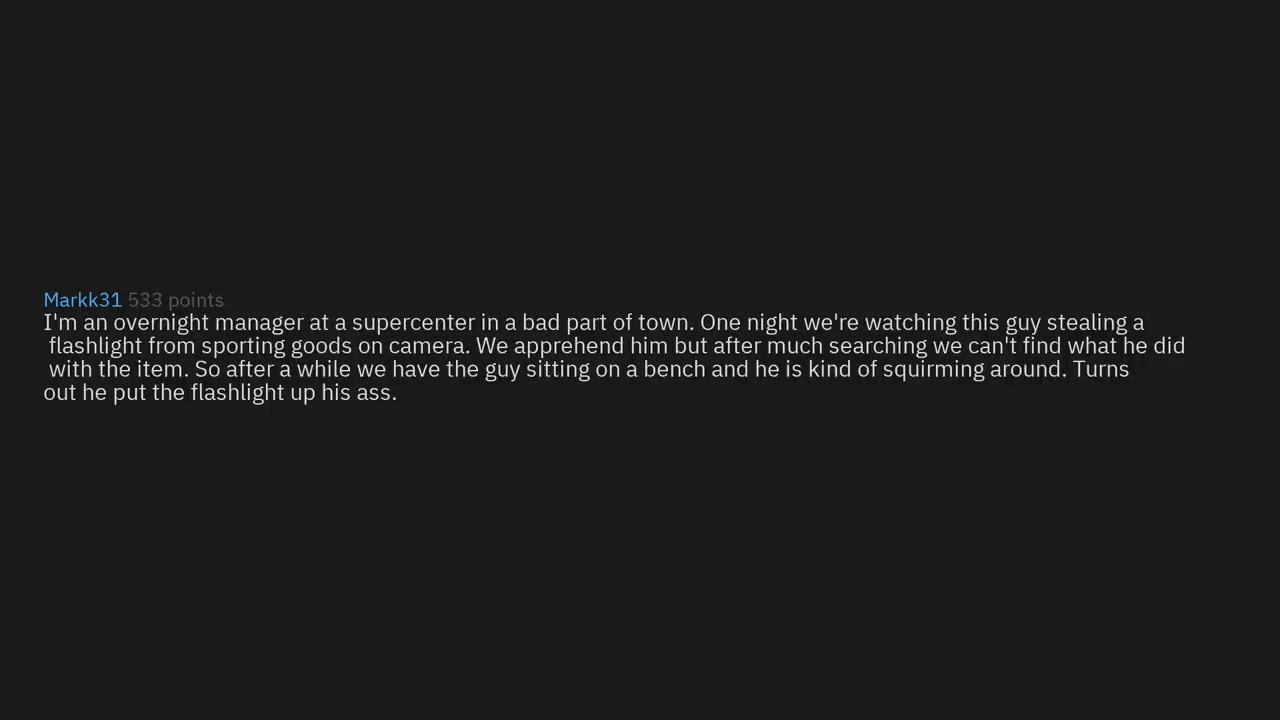 Markk31 533 points
I'm an overnight manager at a supercenter in a bad part of town. One night we're watching this guy stealing a
flashlight from sporting goods on camera. We apprehend him but after much searching we can't find what he did
with the item. So after a while we have the guy sitting on a bench and he is kind of squirming around. Turns
out he put the flashlight up his ass.